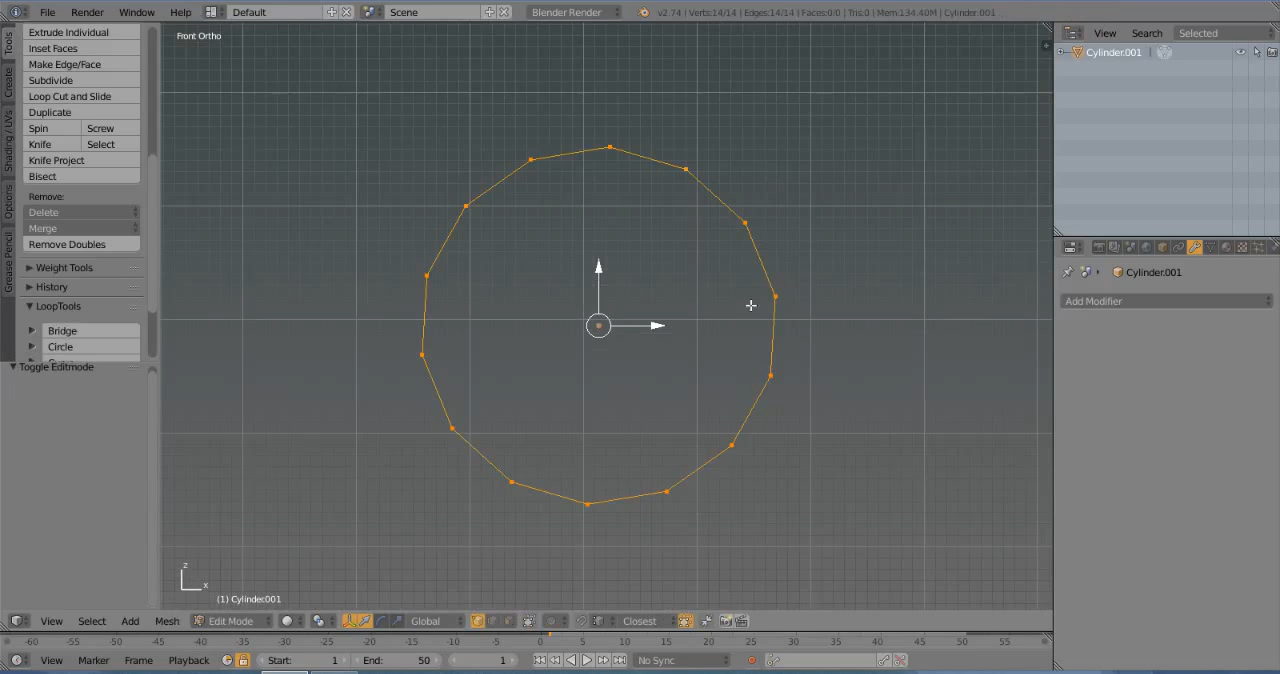 File Render Window Help Default Scene Blender Render v2.74 | Verts:14/14 | Edges:14/14 | Faces:0/0 | Tris:0 | Mem:134.40M | Cylinder.001
Tools
Create
Shading / UVs
Options
Grease Pencil
Extrude Individual
Inset Faces
Make Edge/Face
Subdivide
Loop Cut and Slide
Duplicate
Spin Screw
Knife Select
Knife Project
Bisect
Remove:
Delete
Merge
Remove Doubles
Weight Tools
History
LoopTools
Bridge
Circle
Toggle Editmode
Front Ortho
z
x
(1) Cylinder.001
View Search Selected
Cylinder.001
Cylinder.001
Add Modifier
View Select Add Mesh Edit Mode Global Closest
-60 -55 -50 -45 -40 -35 -30 -25 -20 -15 -10 -5 0 5 10 15 20 25 30 35 40 45 50 55
View Marker Frame Playback Start: 1 End: 50 1 No Sync